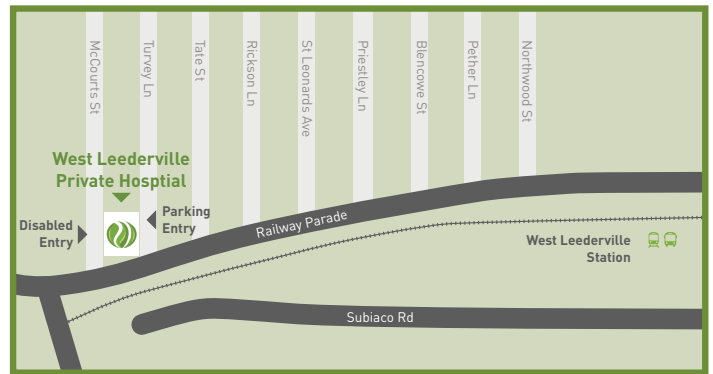 McCourts St
Turvey Ln
Tate St
Rickson Ln
St Leonards Ave
Priestley Ln
Blencowe St
Pether Ln
Northwood St
West Leederville
Private Hosptial
Disabled
Entry
Parking
Entry
Railway Parade
West Leederville
Station
Subiaco Rd